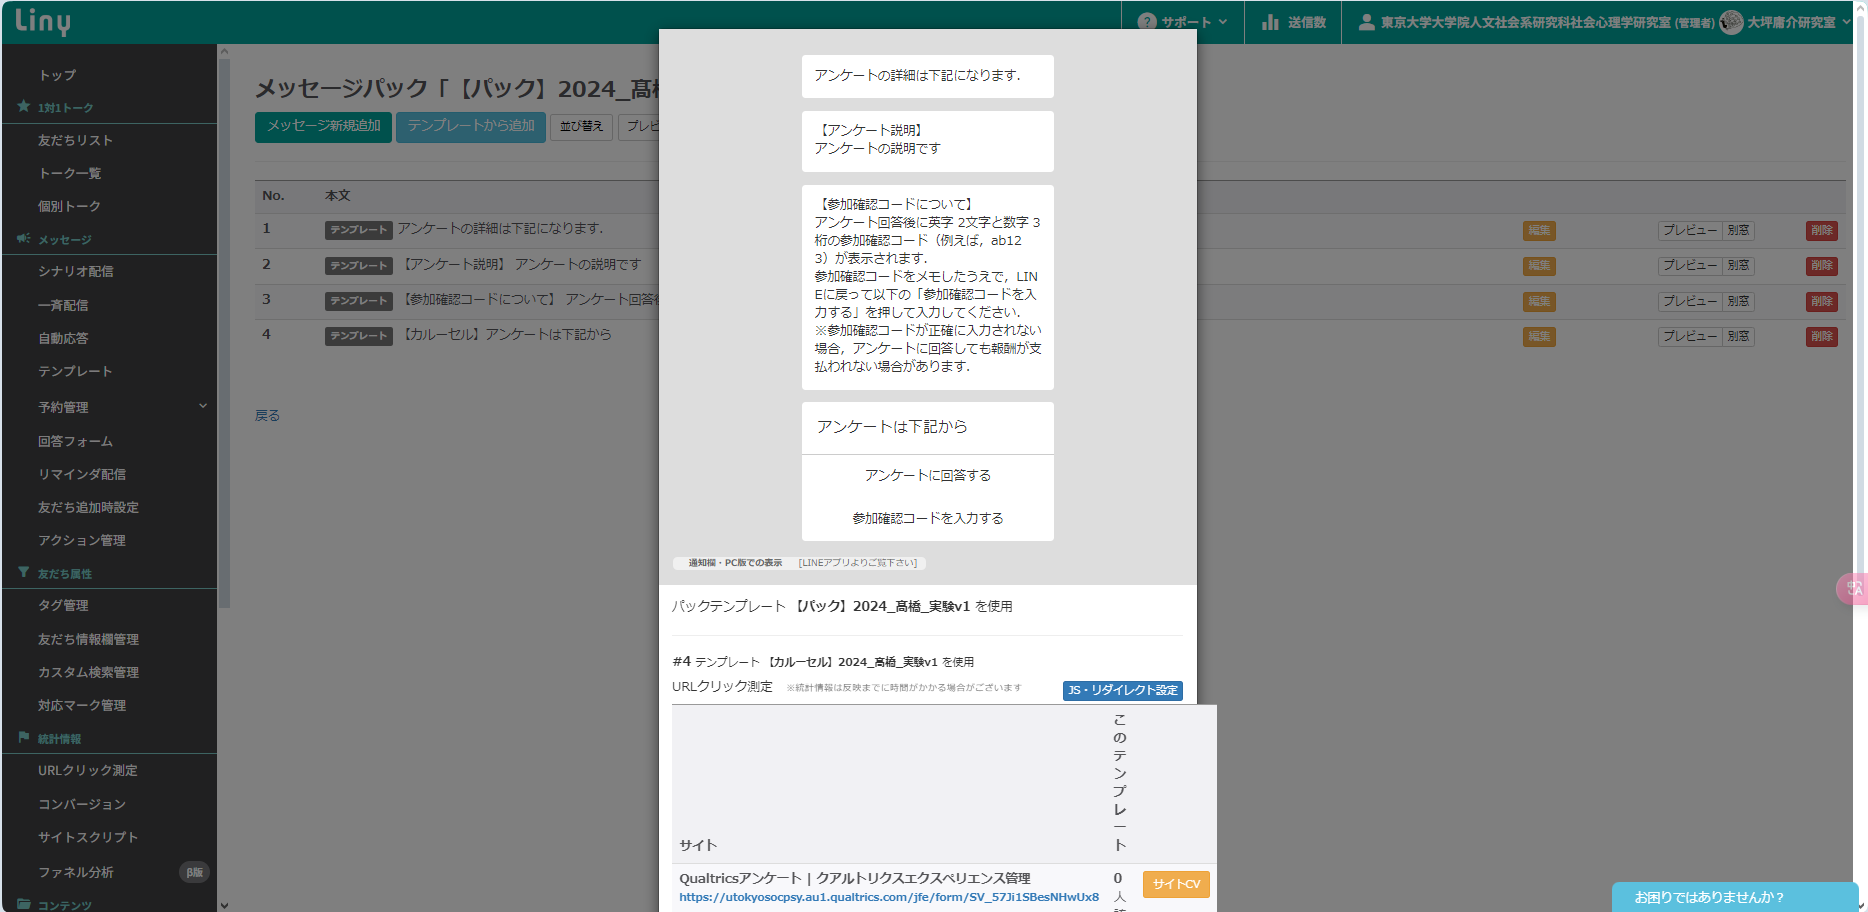 Liny
サポート
送信数
東京大学大学院人文社会系研究科社会心理学研究室 (管理者)
大坪庸介研究室
トップ
1対1トーク
友だちリスト
トーク一覧
個別トーク
メッセージ
シナリオ配信
一斉配信
自動応答
テンプレート
予約管理
回答フォーム
リマインダ配信
友だち追加時設定
アクション管理
友だち属性
タグ管理
友だち情報欄管理
カスタム検索管理
対応マーク管理
統計情報
URLクリック測定
コンバージョン
サイトスクリプト
ファネル分析 β版
コンテンツ
メッセージパック「【パック】2024_髙
メッセージ新規追加 テンプレートから追加 並び替え プレビ
No. 本文
1 テンプレート アンケートの詳細は下記になります. 編集 プレビュー 別窓 削除
2 テンプレート 【アンケート説明】 アンケートの説明です 編集 プレビュー 別窓 削除
3 テンプレート 【参加確認コードについて】 アンケート回答後 編集 プレビュー 別窓 削除
4 テンプレート 【カルーセル】アンケートは下記から 編集 プレビュー 別窓 削除
戻る
アンケートの詳細は下記になります.
【アンケート説明】
アンケートの説明です
【参加確認コードについて】
アンケート回答後に英字 2文字と数字 3
桁の参加確認コード（例えば，ab12
3）が表示されます.
参加確認コードをメモしたうえで，LIN
Eに戻って以下の「参加確認コードを入
力する」を押して入力してください.
※参加確認コードが正確に入力されない
場合，アンケートに回答しても報酬が支
払われない場合があります.
アンケートは下記から
アンケートに回答する
参加確認コードを入力する
通知欄・PC版での表示 [LINEアプリよりご覧下さい]
パックテンプレート 【パック】2024_髙橋_実験v1 を使用
#4 テンプレート 【カルーセル】2024_髙橋_実験v1 を使用
URLクリック測定 ※統計情報は反映までに時間がかかる場合がございます JS・リダイレクト設定
サイト このテンプレート
Qualtricsアンケート | クアルトリクスエクスペリエンス管理 0 サイトCV
https://utokyosocpsy.au1.qualtrics.com/jfe/form/SV_57Ji1SBesNHwUx8 人
お困りではありませんか？